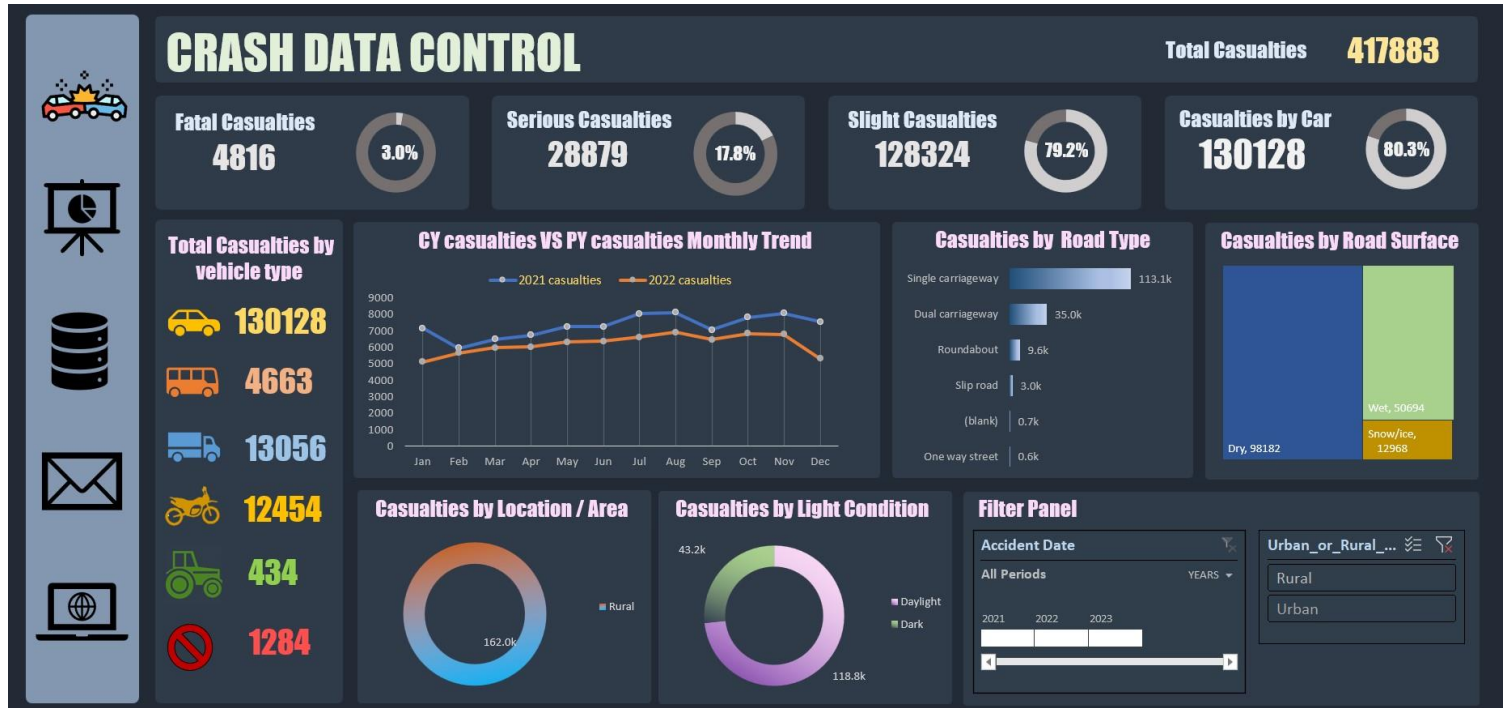 CRASH DATA CONTROL
Total Casualties 417883
Fatal Casualties
4816
3.0%
Serious Casualties
28879
17.8%
Slight Casualties
128324
79.2%
Casualties by Car
130128
80.3%
Total Casualties by
vehicle type
130128
4663
13056
12454
434
1284
CY casualties VS PY casualties Monthly Trend
2021 casualties 2022 casualties
9000
8000
7000
6000
5000
4000
3000
2000
1000
0
Jan Feb Mar Apr May Jun Jul Aug Sep Oct Nov Dec
Casualties by Road Type
Single carriageway 113.1k
Dual carriageway 35.0k
Roundabout 9.6k
Slip road 3.0k
(blank) 0.7k
One way street 0.6k
Casualties by Road Surface
Wet, 50694
Snow/ice,
12968
Dry, 98182
Casualties by Location / Area
Rural
162.0k
Casualties by Light Condition
43.2k
Daylight
Dark
118.8k
Filter Panel
Accident Date
All Periods YEARS
2021 2022 2023
Urban_or_Rural_...
Rural
Urban